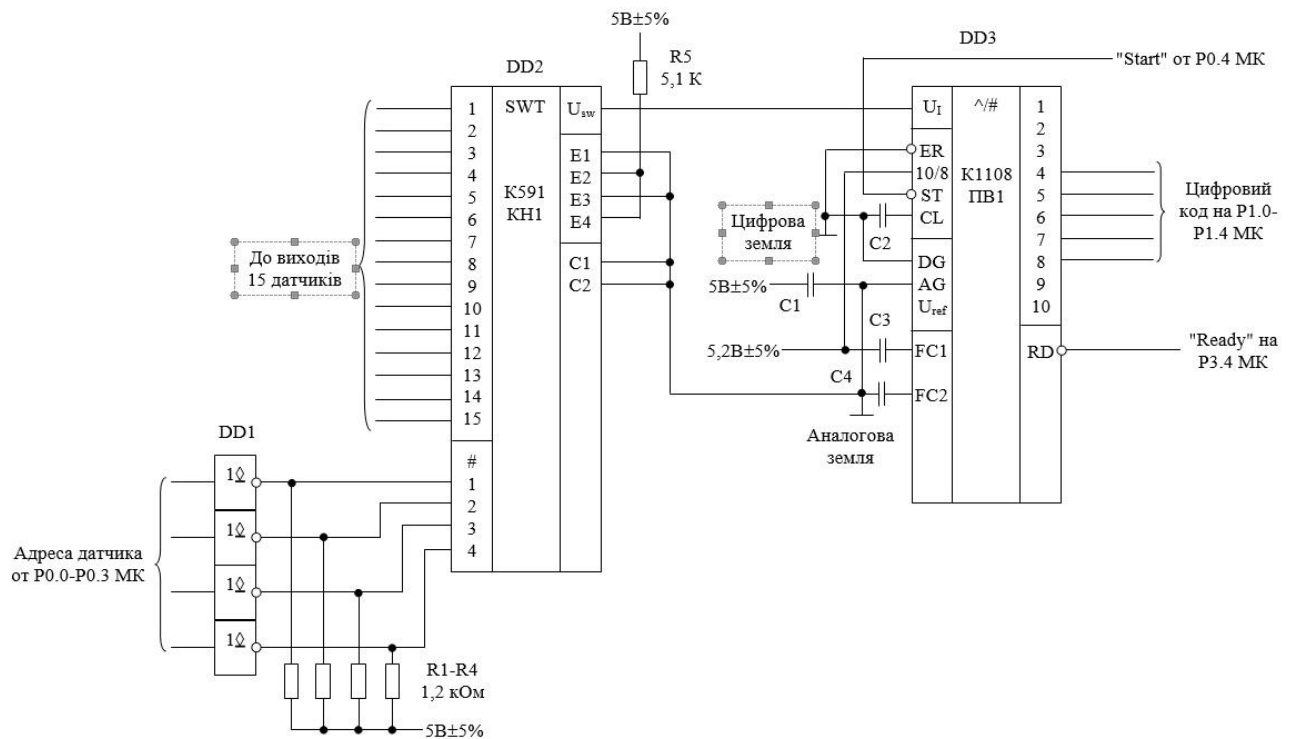 5В±5%
R5
5,1 К
DD2
DD3
"Start" от P0.4 МК
1
2
3
4
5
6
7
8
9
10
11
12
13
14
15
SWT
К591
КН1
Usw
E1
E2
E3
E4
C1
C2
До виходів
15 датчиків
#
1
2
3
4
UI
ER
10/8
ST
CL
DG
AG
Uref
FC1
FC2
^/#
К1108
ПВ1
1
2
3
4
5
6
7
8
9
10
RD
Цифровий
код на P1.0-
P1.4 МК
"Ready" на
P3.4 МК
Цифрова
земля
C2
5В±5%
C1
C3
5,2В±5%
C4
Аналогова
земля
DD1
1◊
1◊
1◊
1◊
Адреса датчика
от P0.0-P0.3 МК
R1-R4
1,2 кОм
5В±5%